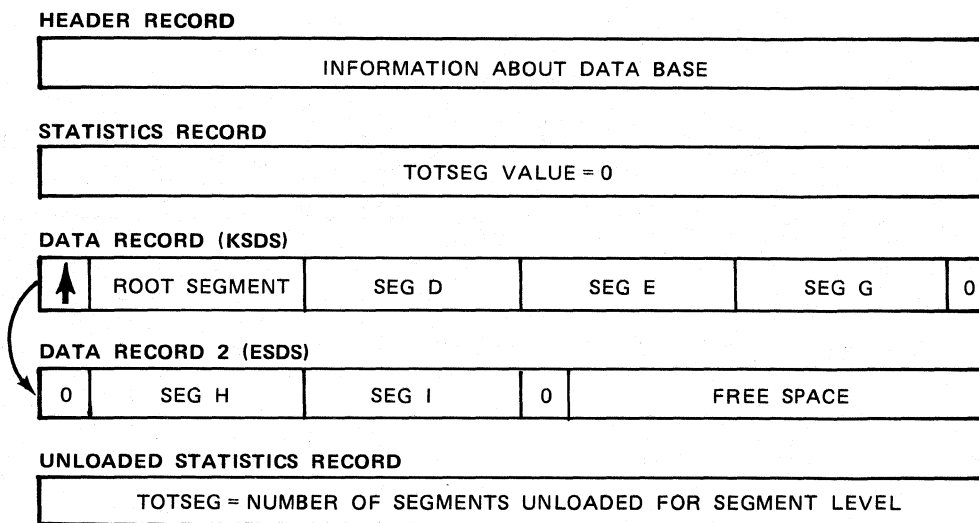 HEADER RECORD
INFORMATION ABOUT DATA BASE
STATISTICS RECORD
TOTSEG VALUE = 0
DATA RECORD (KSDS)
ROOT SEGMENT SEG D SEG E SEG G 0
DATA RECORD 2 (ESDS)
0 SEG H SEG I 0 FREE SPACE
UNLOADED STATISTICS RECORD
TOTSEG = NUMBER OF SEGMENTS UNLOADED FOR SEGMENT LEVEL